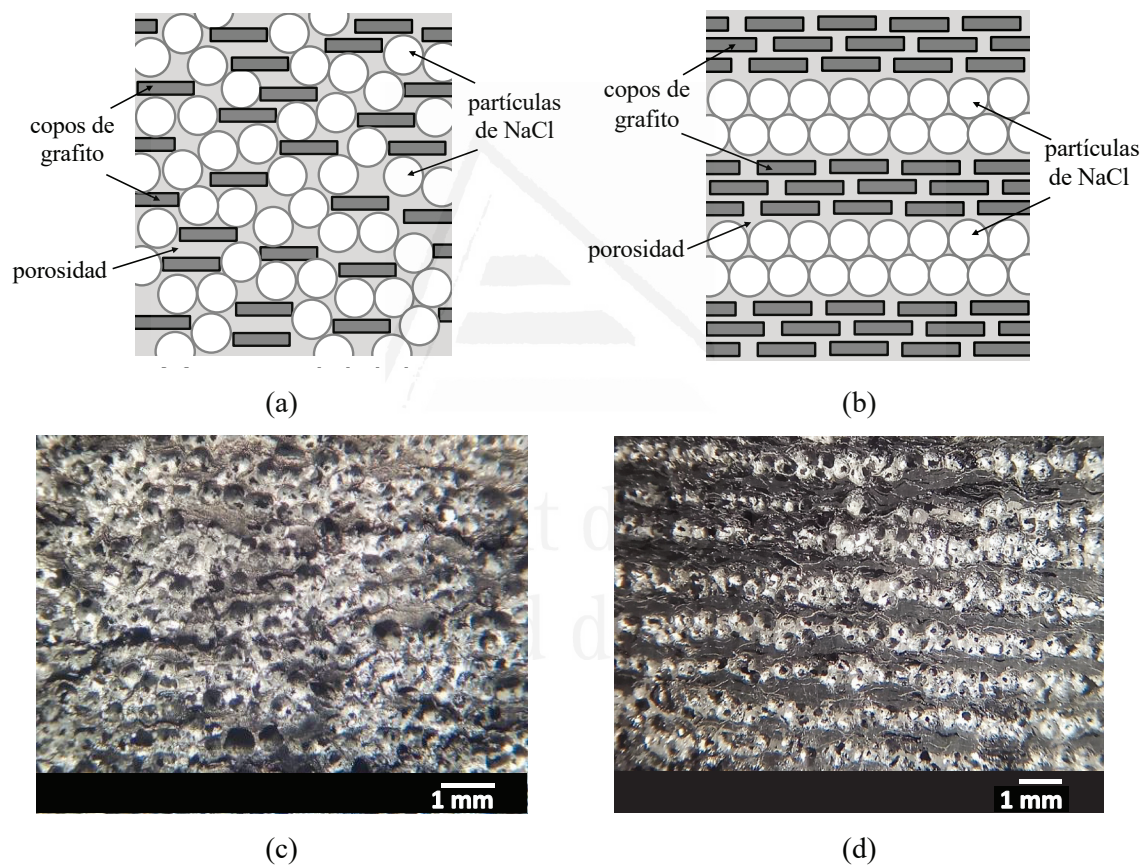 copos de
grafito
porosidad
partículas
de NaCl
(a)
copos de
grafito
porosidad
partículas
de NaCl
(b)
1 mm
(c)
1 mm
(d)